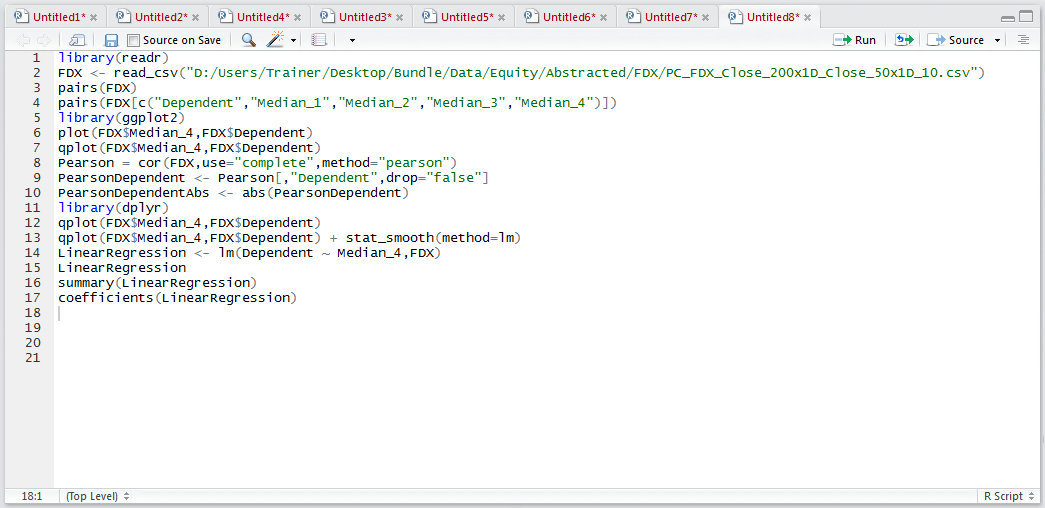 Untitled1* Untitled2* Untitled4* Untitled3* Untitled5* Untitled6* Untitled7* Untitled8*
Source on Save Run Source
1 library(readr)
2 FDX <- read_csv("D:/Users/Trainer/Desktop/Bundle/Data/Equity/Abstracted/FDX/PC_FDX_Close_200x1D_Close_50x1D_10.csv")
3 pairs(FDX)
4 pairs(FDX[c("Dependent","Median_1","Median_2","Median_3","Median_4")])
5 library(ggplot2)
6 plot(FDX$Median_4,FDX$Dependent)
7 qplot(FDX$Median_4,FDX$Dependent)
8 Pearson = cor(FDX,use="complete",method="pearson")
9 PearsonDependent <- Pearson[,"Dependent",drop="false"]
10 PearsonDependentAbs <- abs(PearsonDependent)
11 library(dplyr)
12 qplot(FDX$Median_4,FDX$Dependent)
13 qplot(FDX$Median_4,FDX$Dependent) + stat_smooth(method=lm)
14 LinearRegression <- lm(Dependent ~ Median_4,FDX)
15 LinearRegression
16 summary(LinearRegression)
17 coefficients(LinearRegression)
18
19
20
21
18:1 (Top Level) R Script